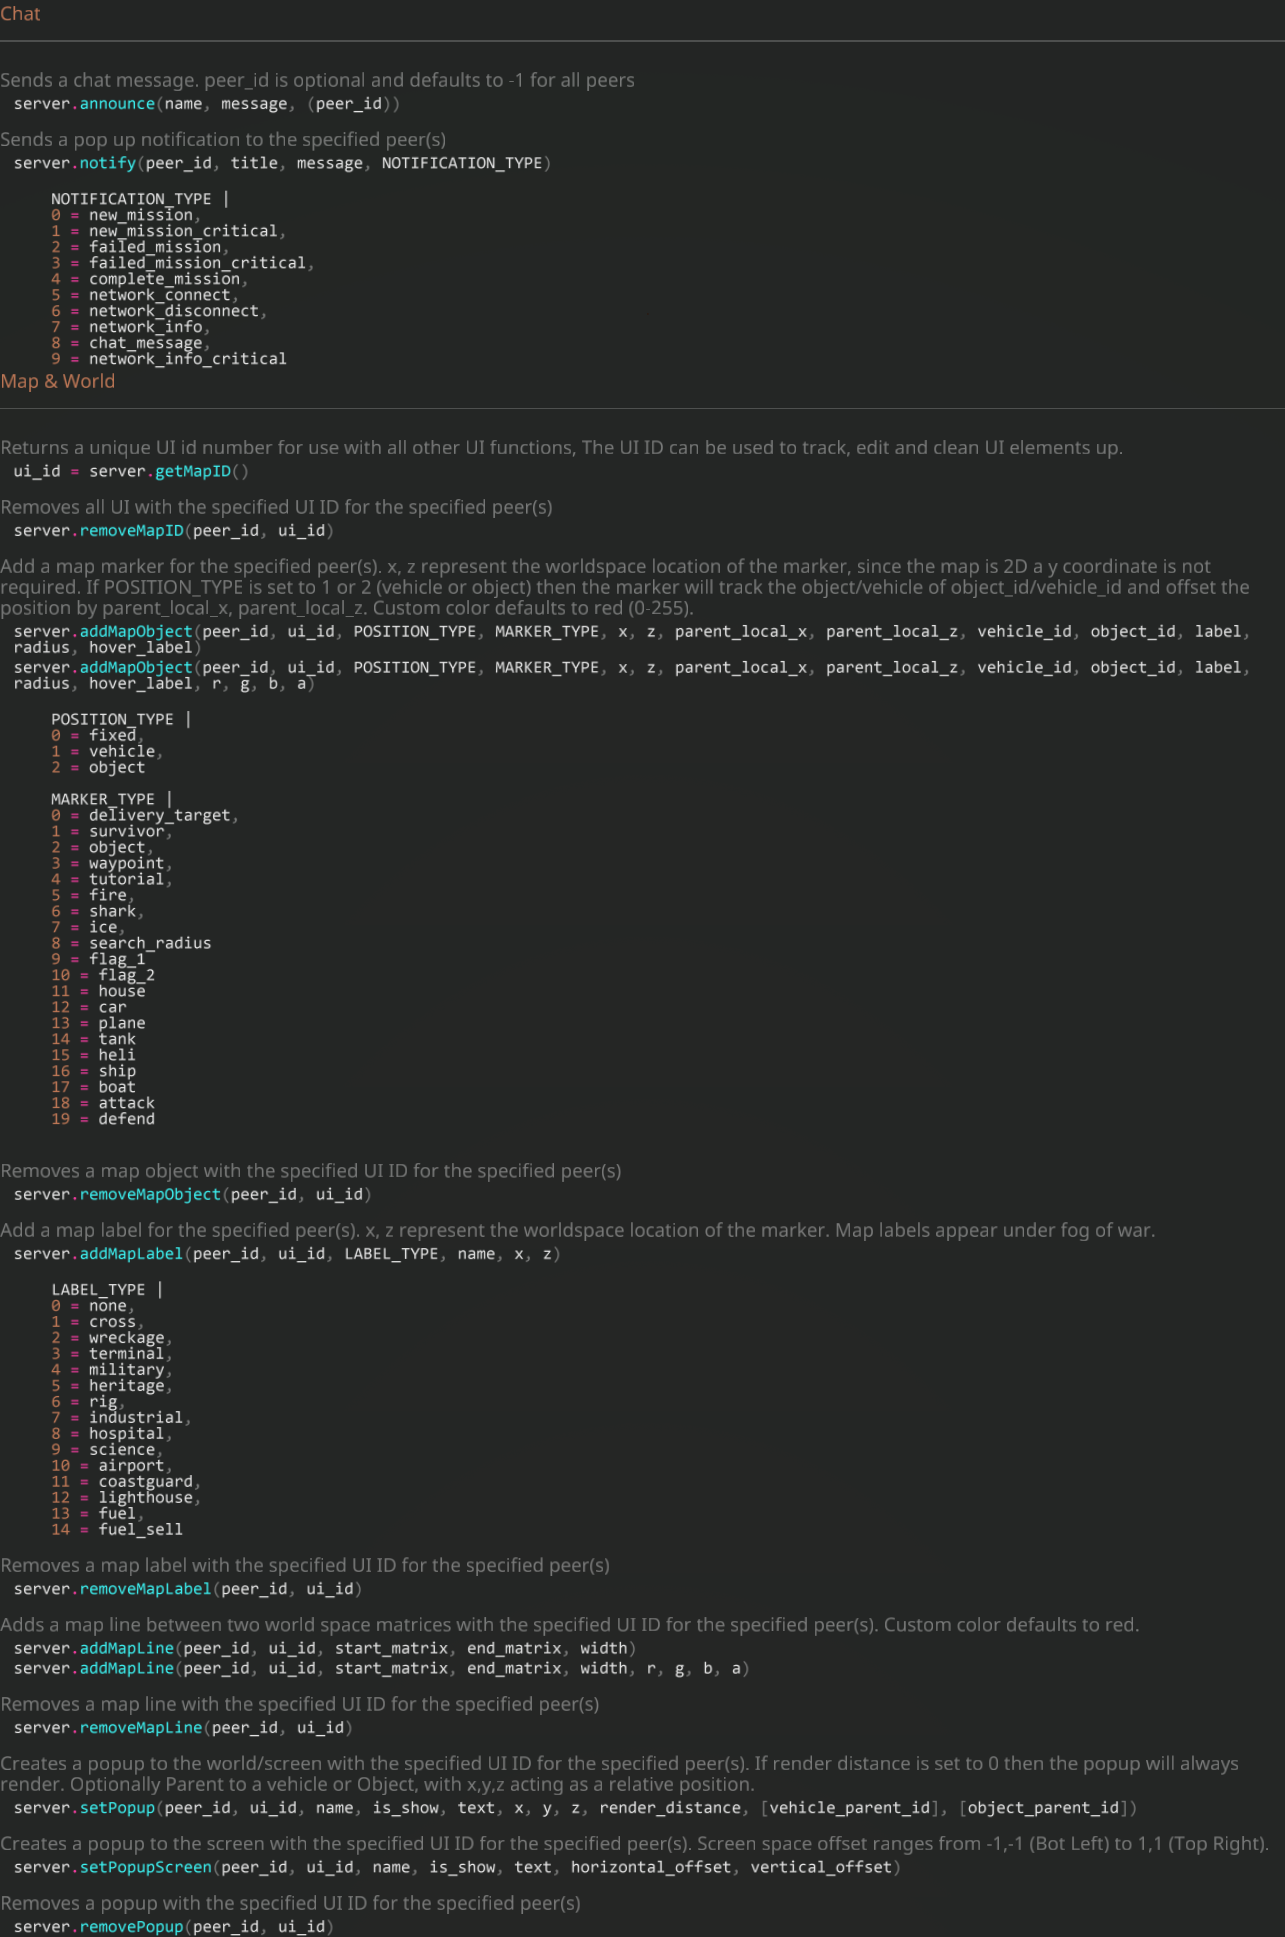 Chat
Sends a chat message. peer_id is optional and defaults to -1 for all peers
server.announce(name, message, (peer_id))
Sends a pop up notification to the specified peer(s)
server.notify(peer_id, title, message, NOTIFICATION_TYPE)
NOTIFICATION_TYPE |
0 = new_mission,
1 = new_mission_critical,
2 = failed_mission,
3 = failed_mission_critical,
4 = complete_mission,
5 = network_connect,
6 = network_disconnect,
7 = network_info,
8 = chat_message,
9 = network_info_critical
Map & World
Returns a unique UI id number for use with all other UI functions, The UI ID can be used to track, edit and clean UI elements up.
ui_id = server.getMapID()
Removes all UI with the specified UI ID for the specified peer(s)
server.removeMapID(peer_id, ui_id)
Add a map marker for the specified peer(s). x, z represent the worldspace location of the marker, since the map is 2D a y coordinate is not
required. If POSITION_TYPE is set to 1 or 2 (vehicle or object) then the marker will track the object/vehicle of object_id/vehicle_id and offset the
position by parent_local_x, parent_local_z. Custom color defaults to red (0-255).
server.addMapObject(peer_id, ui_id, POSITION_TYPE, MARKER_TYPE, x, z, parent_local_x, parent_local_z, vehicle_id, object_id, label,
radius, hover_label)
server.addMapObject(peer_id, ui_id, POSITION_TYPE, MARKER_TYPE, x, z, parent_local_x, parent_local_z, vehicle_id, object_id, label,
radius, hover_label, r, g, b, a)
POSITION_TYPE |
0 = fixed,
1 = vehicle,
2 = object
MARKER_TYPE |
0 = delivery_target,
1 = survivor,
2 = object,
3 = waypoint,
4 = tutorial,
5 = fire,
6 = shark,
7 = ice,
8 = search_radius
9 = flag_1
10 = flag_2
11 = house
12 = car
13 = plane
14 = tank
15 = heli
16 = ship
17 = boat
18 = attack
19 = defend
Removes a map object with the specified UI ID for the specified peer(s)
server.removeMapObject(peer_id, ui_id)
Add a map label for the specified peer(s). x, z represent the worldspace location of the marker. Map labels appear under fog of war.
server.addMapLabel(peer_id, ui_id, LABEL_TYPE, name, x, z)
LABEL_TYPE |
0 = none,
1 = cross,
2 = wreckage,
3 = terminal,
4 = military,
5 = heritage,
6 = rig,
7 = industrial,
8 = hospital,
9 = science,
10 = airport,
11 = coastguard,
12 = lighthouse,
13 = fuel,
14 = fuel_sell
Removes a map label with the specified UI ID for the specified peer(s)
server.removeMapLabel(peer_id, ui_id)
Adds a map line between two world space matrices with the specified UI ID for the specified peer(s). Custom color defaults to red.
server.addMapLine(peer_id, ui_id, start_matrix, end_matrix, width)
server.addMapLine(peer_id, ui_id, start_matrix, end_matrix, width, r, g, b, a)
Removes a map line with the specified UI ID for the specified peer(s)
server.removeMapLine(peer_id, ui_id)
Creates a popup to the world/screen with the specified UI ID for the specified peer(s). If render distance is set to 0 then the popup will always
render. Optionally Parent to a vehicle or Object, with x,y,z acting as a relative position.
server.setPopup(peer_id, ui_id, name, is_show, text, x, y, z, render_distance, [vehicle_parent_id], [object_parent_id])
Creates a popup to the screen with the specified UI ID for the specified peer(s). Screen space offset ranges from -1,-1 (Bot Left) to 1,1 (Top Right).
server.setPopupScreen(peer_id, ui_id, name, is_show, text, horizontal_offset, vertical_offset)
Removes a popup with the specified UI ID for the specified peer(s)
server.removePopup(peer_id, ui_id)